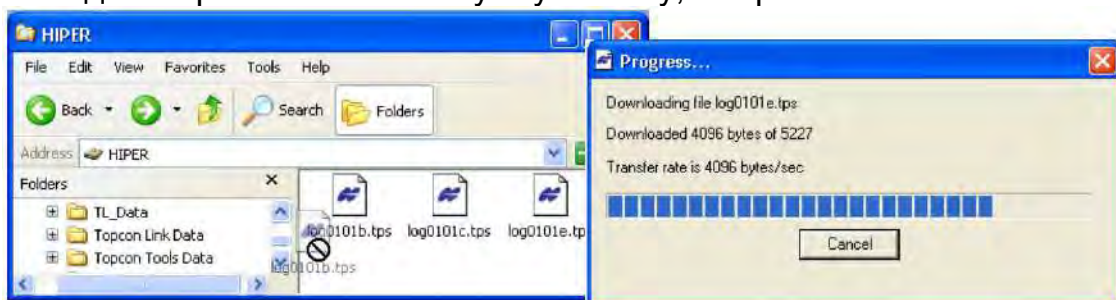 HIPER
File Edit View Favorites Tools Help
Back Search Folders
Address HIPER
Folders
TL_Data
Topcon Link Data
Topcon Tools Data
log0101b.tps log0101c.tps log0101e.tp
log0101b.tps
Progress...
Downloading file log0101e.tps
Downloaded 4096 bytes of 5227
Transfer rate is 4096 bytes/sec
Cancel